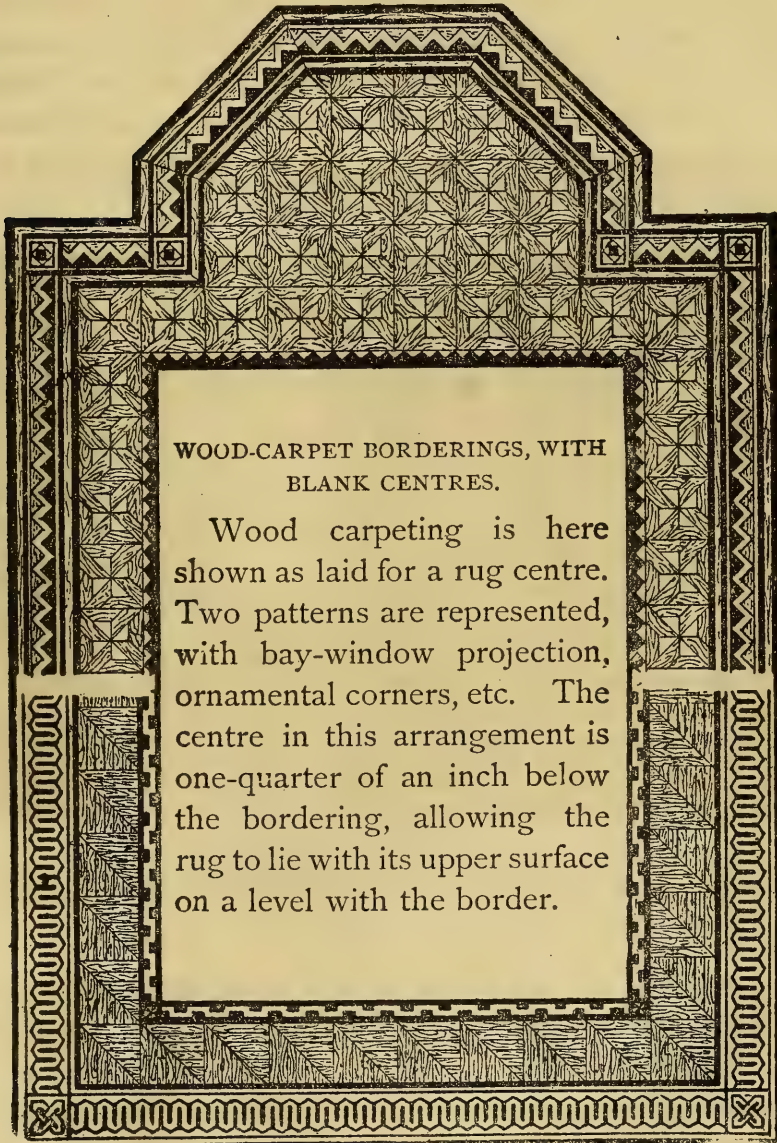 WOOD-CARPET BORDERINGS, WITH
BLANK CENTRES.
Wood carpeting is here
shown as laid for a rug centre.
Two patterns are represented,
with bay-window projection,
ornamental corners, etc. The
centre in this arrangement is
one-quarter of an inch below
the bordering, allowing the
rug to lie with its upper surface
on a level with the border.